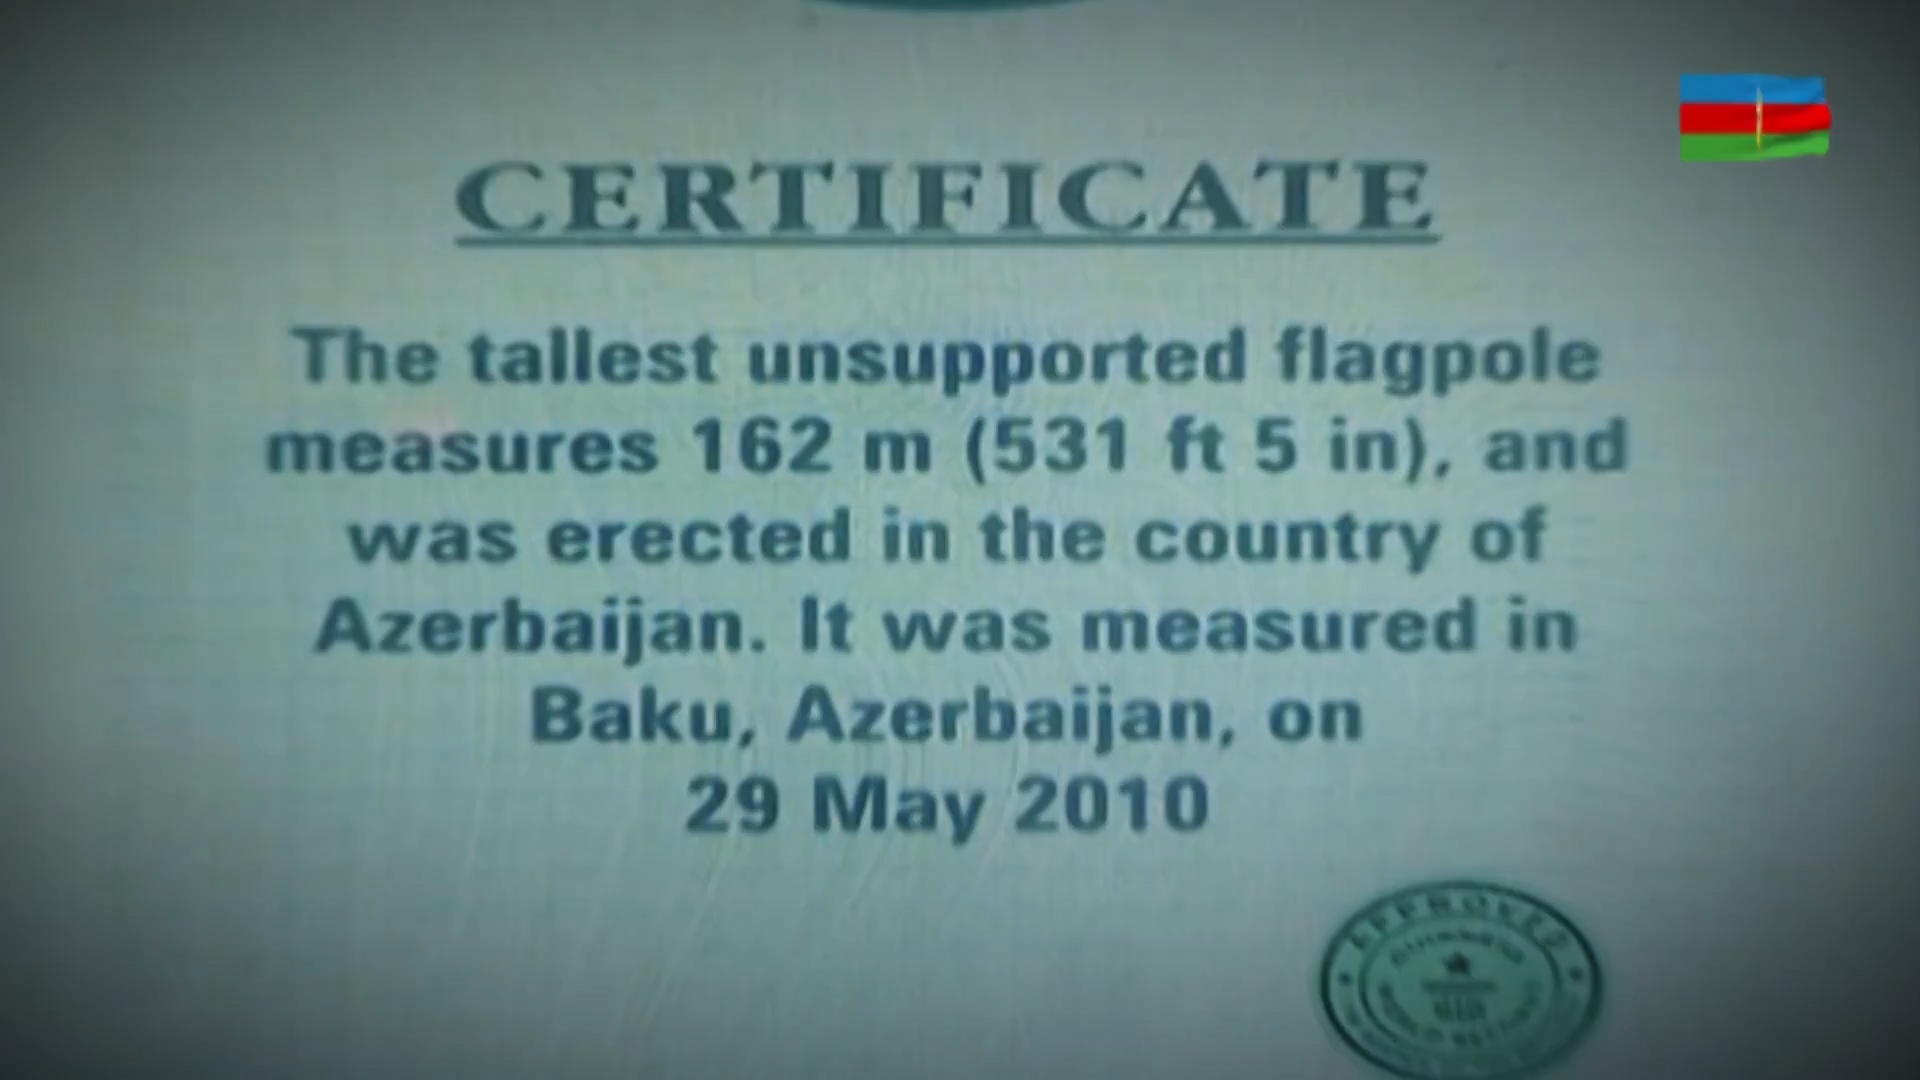 CERTIFICATE
The tallest unsupported flagpole
measures 162 m (531 ft 5 in), and
was erected in the country of
Azerbaijan. It was measured in
Baku, Azerbaijan, on
29 May 2010
APPROVED